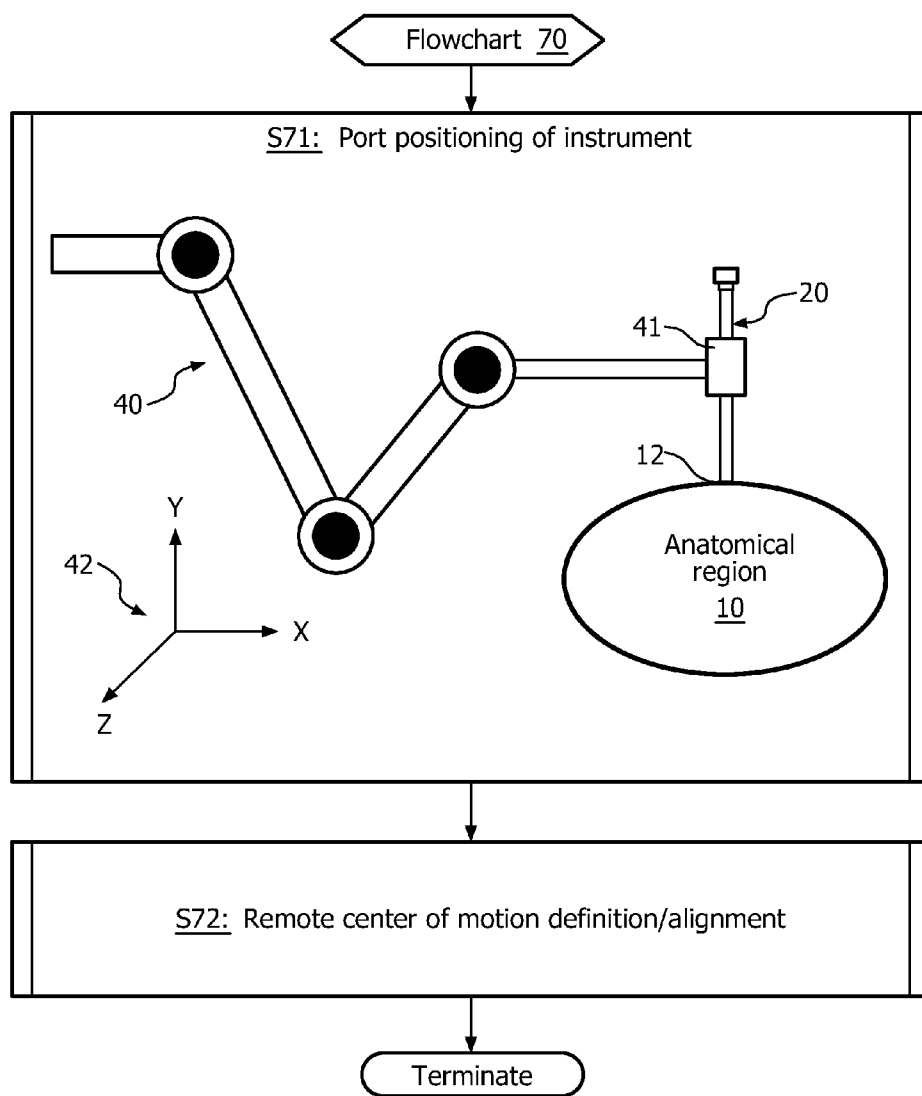 Flowchart 70
S71: Port positioning of instrument
20
41
40
12
Y
Anatomical
region
10
42
X
Z
S72: Remote center of motion definition/alignment
Terminate